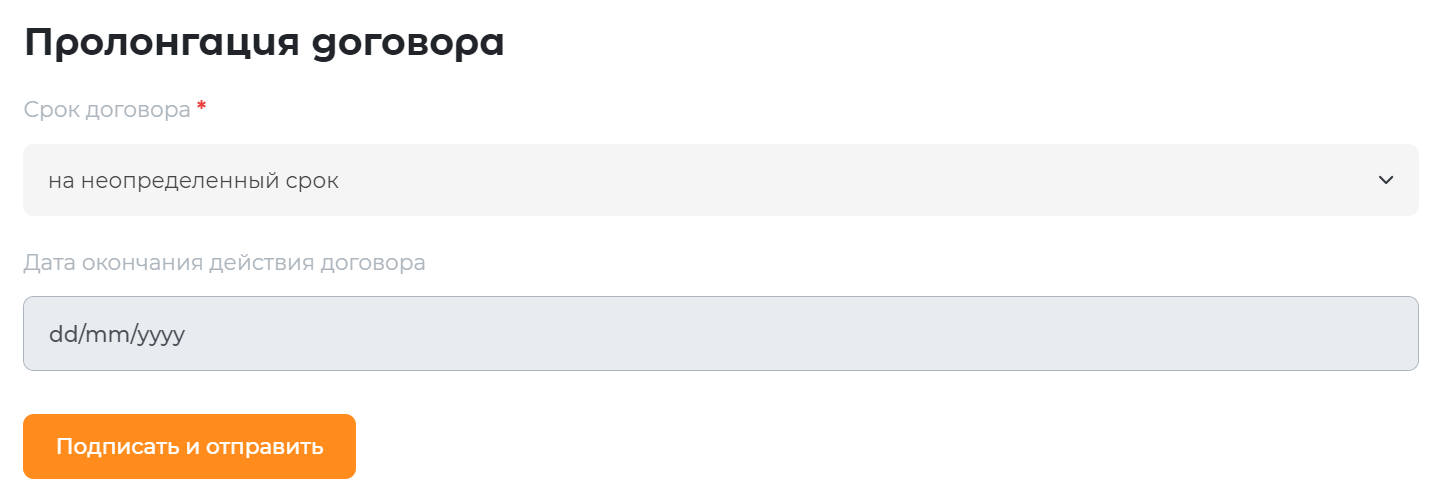 Пролонгация договора
Срок договора *
на неопределенный срок
Дата окончания действия договора
dd/mm/yyyy
Подписать и отправить